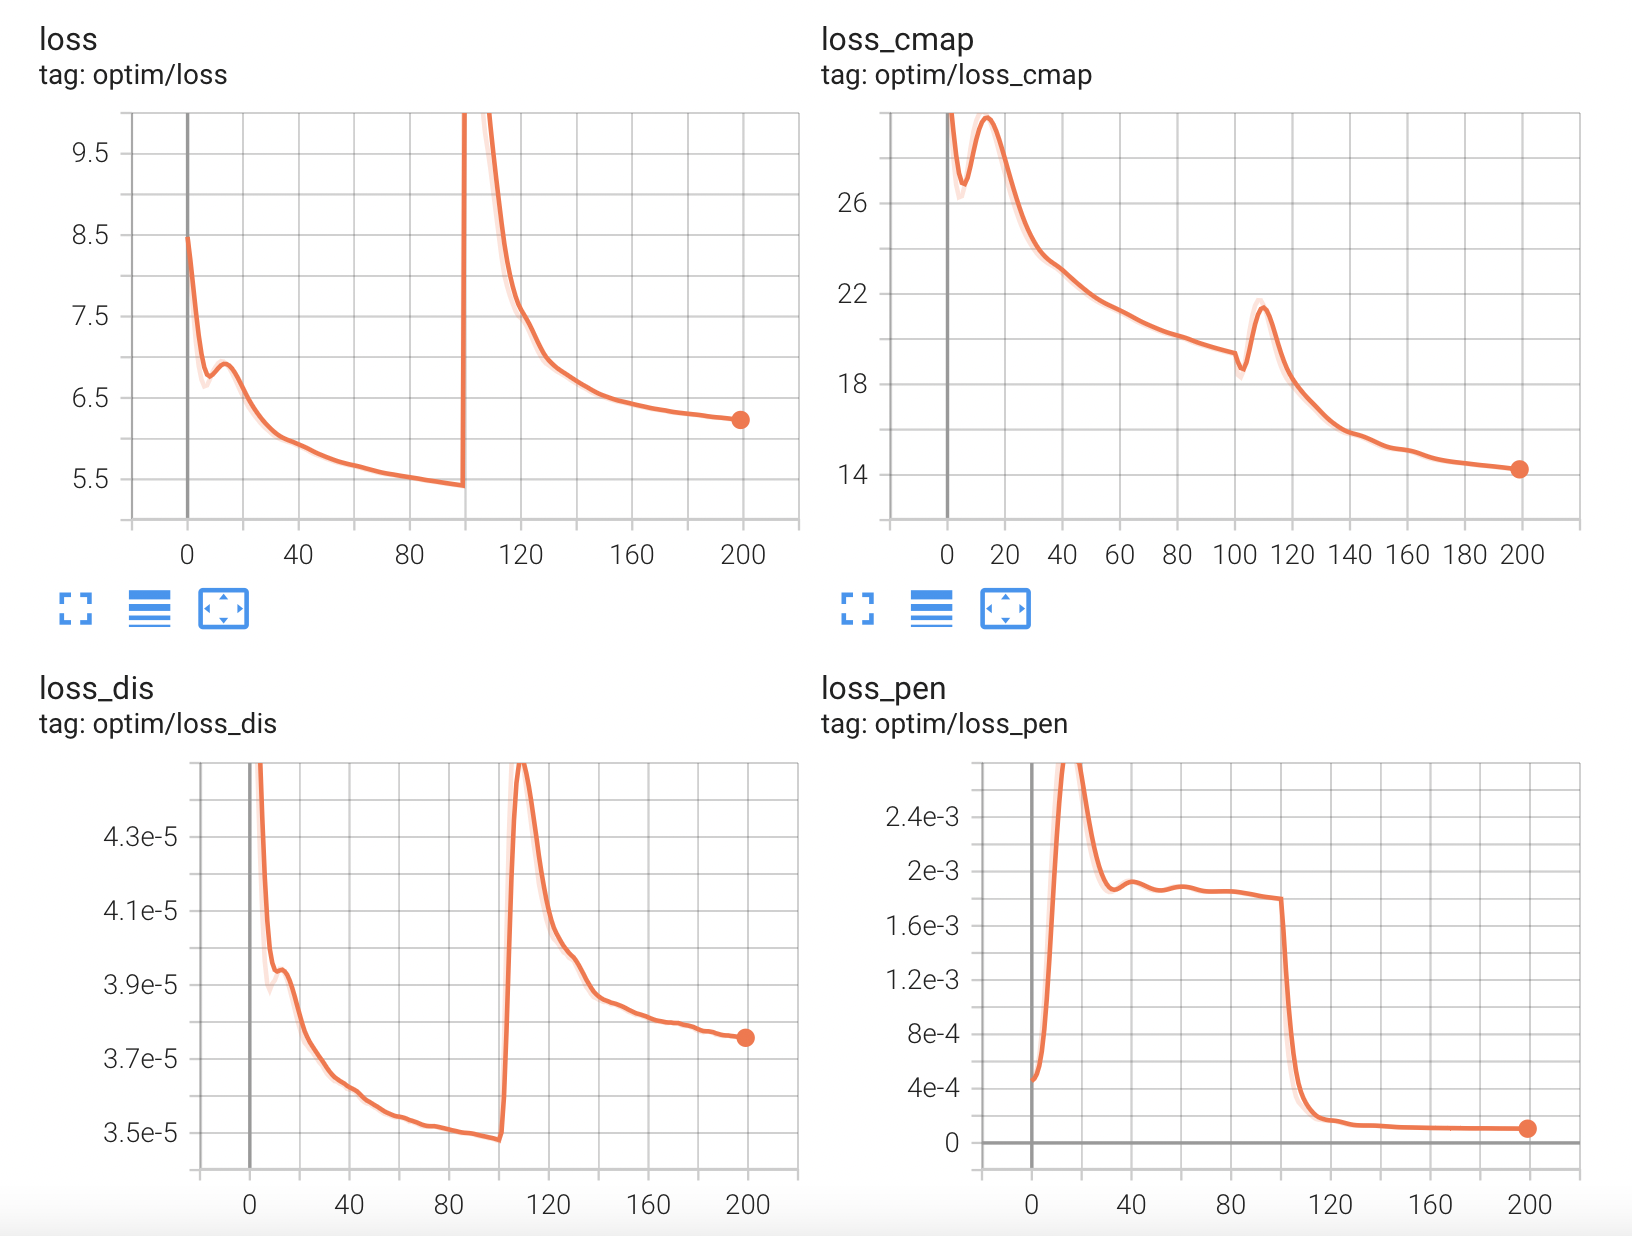 loss
tag: optim/loss
9.5
8.5
7.5
6.5
5.5
0 40 80 120 160 200
loss_cmap
tag: optim/loss_cmap
26
22
18
14
0 20 40 60 80 100 120 140 160 180 200
loss_dis
tag: optim/loss_dis
4.3e-5
4.1e-5
3.9e-5
3.7e-5
3.5e-5
0 40 80 120 160 200
loss_pen
tag: optim/loss_pen
2.4e-3
2e-3
1.6e-3
1.2e-3
8e-4
4e-4
0
0 40 80 120 160 200